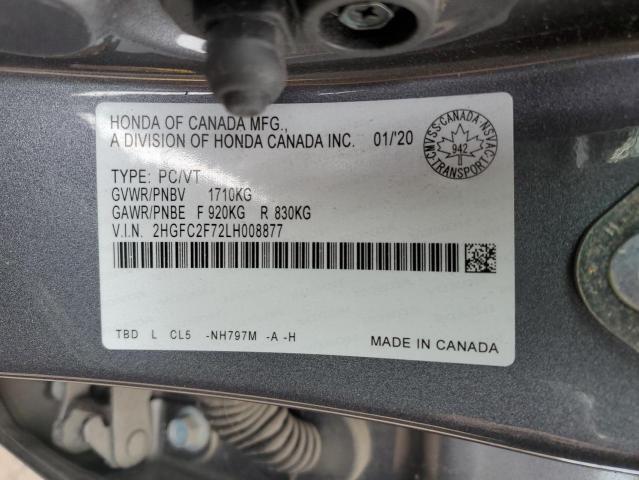 HONDA OF CANADA MFG.,
A DIVISION OF HONDA CANADA INC. 01/'20
CANADA
942
TRANSPORT
CMVSS-NSVAC
TYPE: PC/VT
GVWR/PNBV 1710KG
GAWR/PNBE F 920KG R 830KG
V.I.N. 2HGFC2F72LH008877
TBD L CL5 -NH797M -A -H
MADE IN CANADA